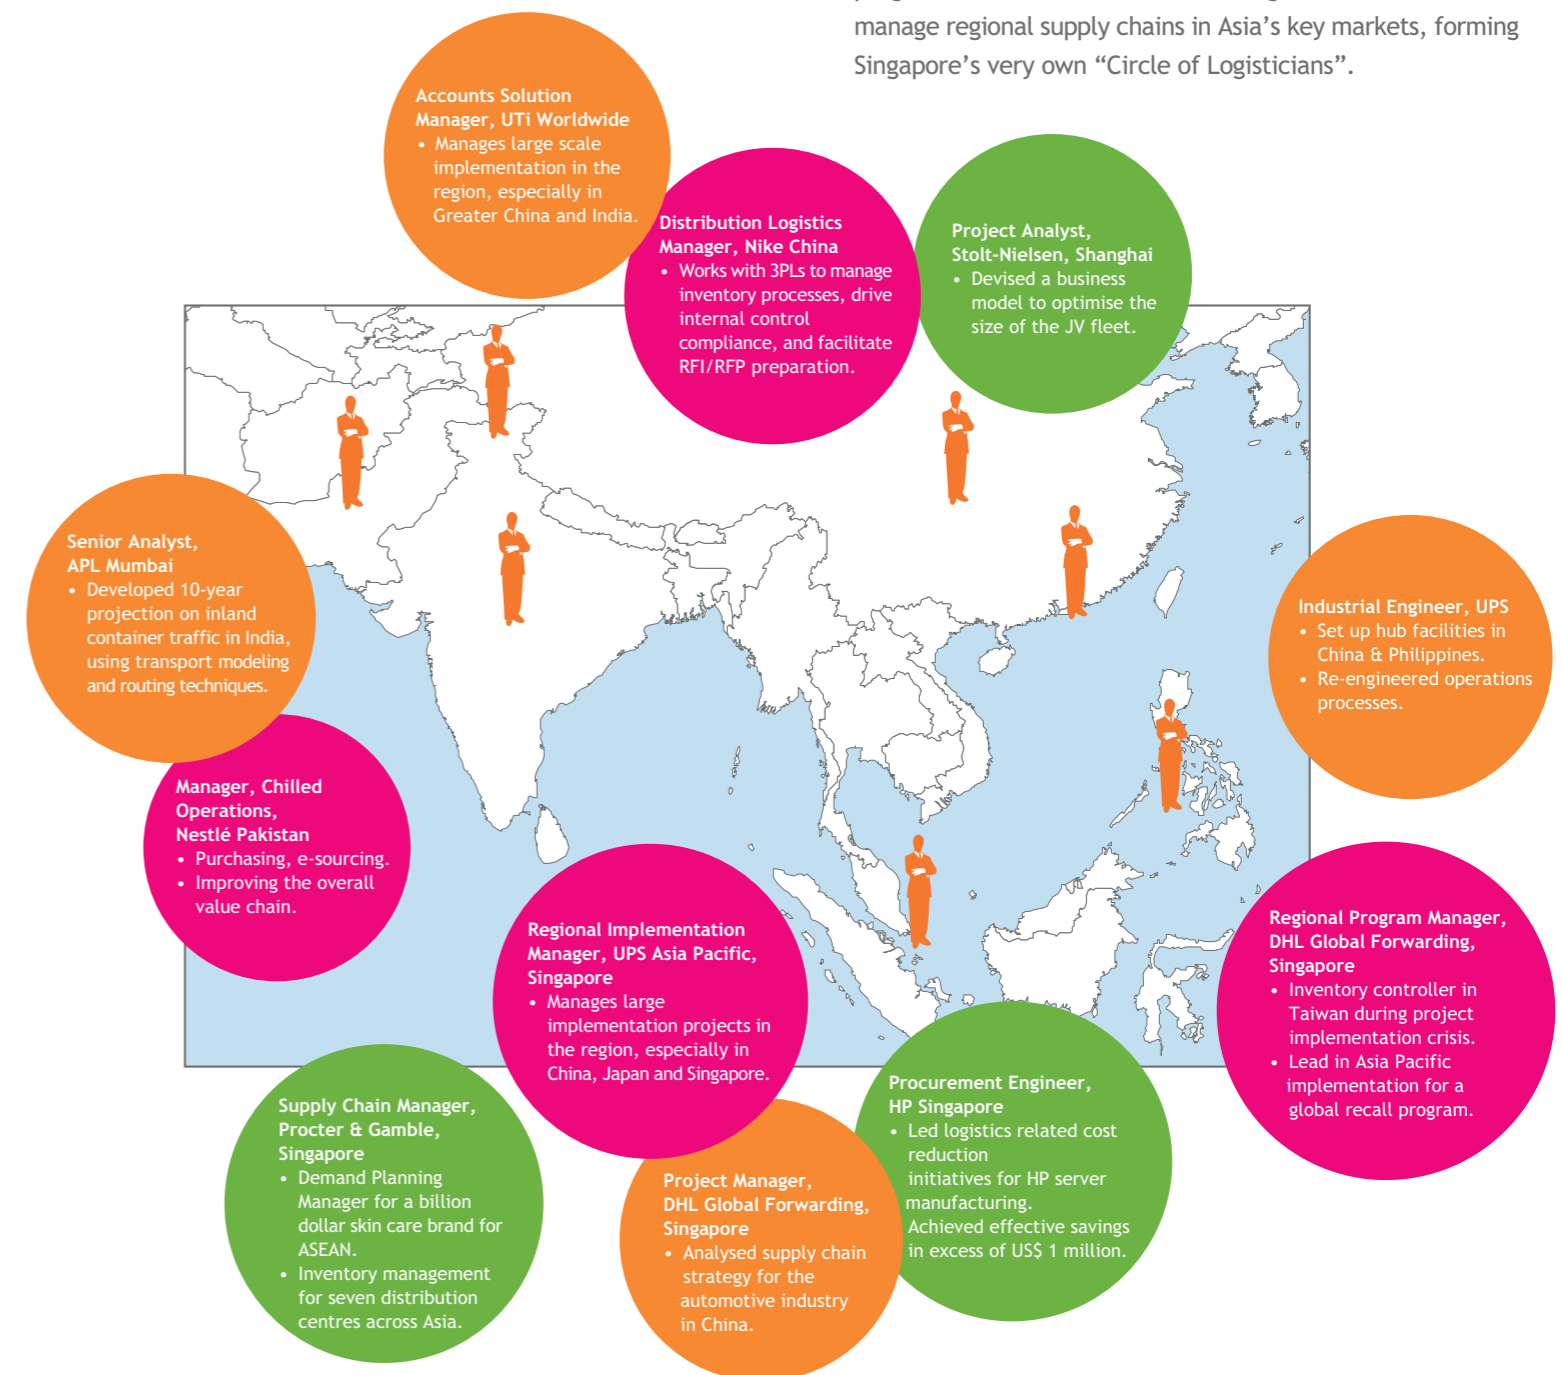 manage regional supply chains in Asia's key markets, forming
Singapore's very own “Circle of Logisticians”.
Accounts Solution
Manager, UTi Worldwide
• Manages large scale
implementation in the
region, especially in
Greater China and India.
Distribution Logistics
Manager, Nike China
• Works with 3PLs to manage
inventory processes, drive
internal control
compliance, and facilitate
RFI/RFP preparation.
Project Analyst,
Stolt-Nielsen, Shanghai
• Devised a business
model to optimise the
size of the JV fleet.
Senior Analyst,
APL Mumbai
• Developed 10-year
projection on inland
container traffic in India,
using transport modeling
and routing techniques.
Industrial Engineer, UPS
• Set up hub facilities in
China & Philippines.
• Re-engineered operations
processes.
Manager, Chilled
Operations,
Nestlé Pakistan
• Purchasing, e-sourcing.
• Improving the overall
value chain.
Regional Implementation
Manager, UPS Asia Pacific,
Singapore
• Manages large
implementation projects in
the region, especially in
China, Japan and Singapore.
Regional Program Manager,
DHL Global Forwarding,
Singapore
• Inventory controller in
Taiwan during project
implementation crisis.
• Lead in Asia Pacific
implementation for a
global recall program.
Supply Chain Manager,
Procter & Gamble,
Singapore
• Demand Planning
Manager for a billion
dollar skin care brand for
ASEAN.
• Inventory management
for seven distribution
centres across Asia.
Project Manager,
DHL Global Forwarding,
Singapore
• Analysed supply chain
strategy for the
automotive industry
in China.
Procurement Engineer,
HP Singapore
• Led logistics related cost
reduction
initiatives for HP server
manufacturing.
Achieved effective savings
in excess of US$ 1 million.